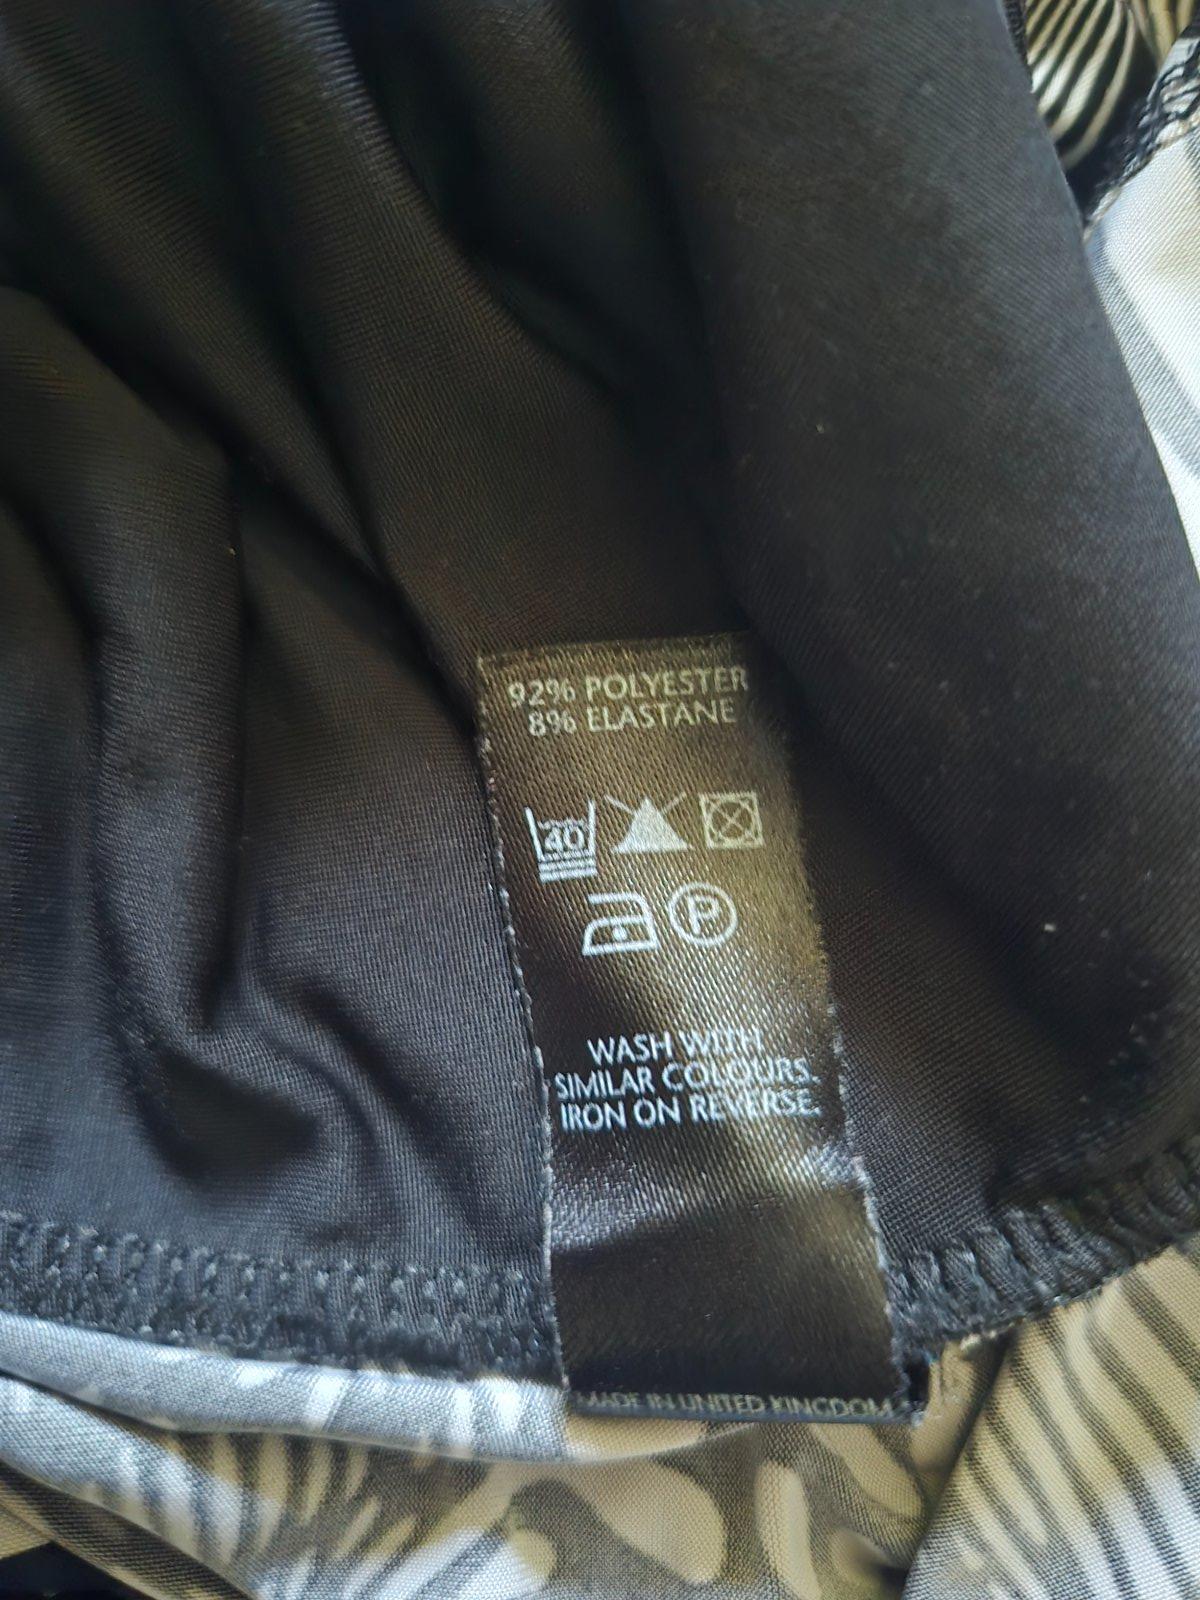 92% POLYESTER
8% ELASTANE
40
P
WASH WITH
SIMILAR COLOURS.
IRON ON REVERSE.
MADE IN UNITED KINGDOM